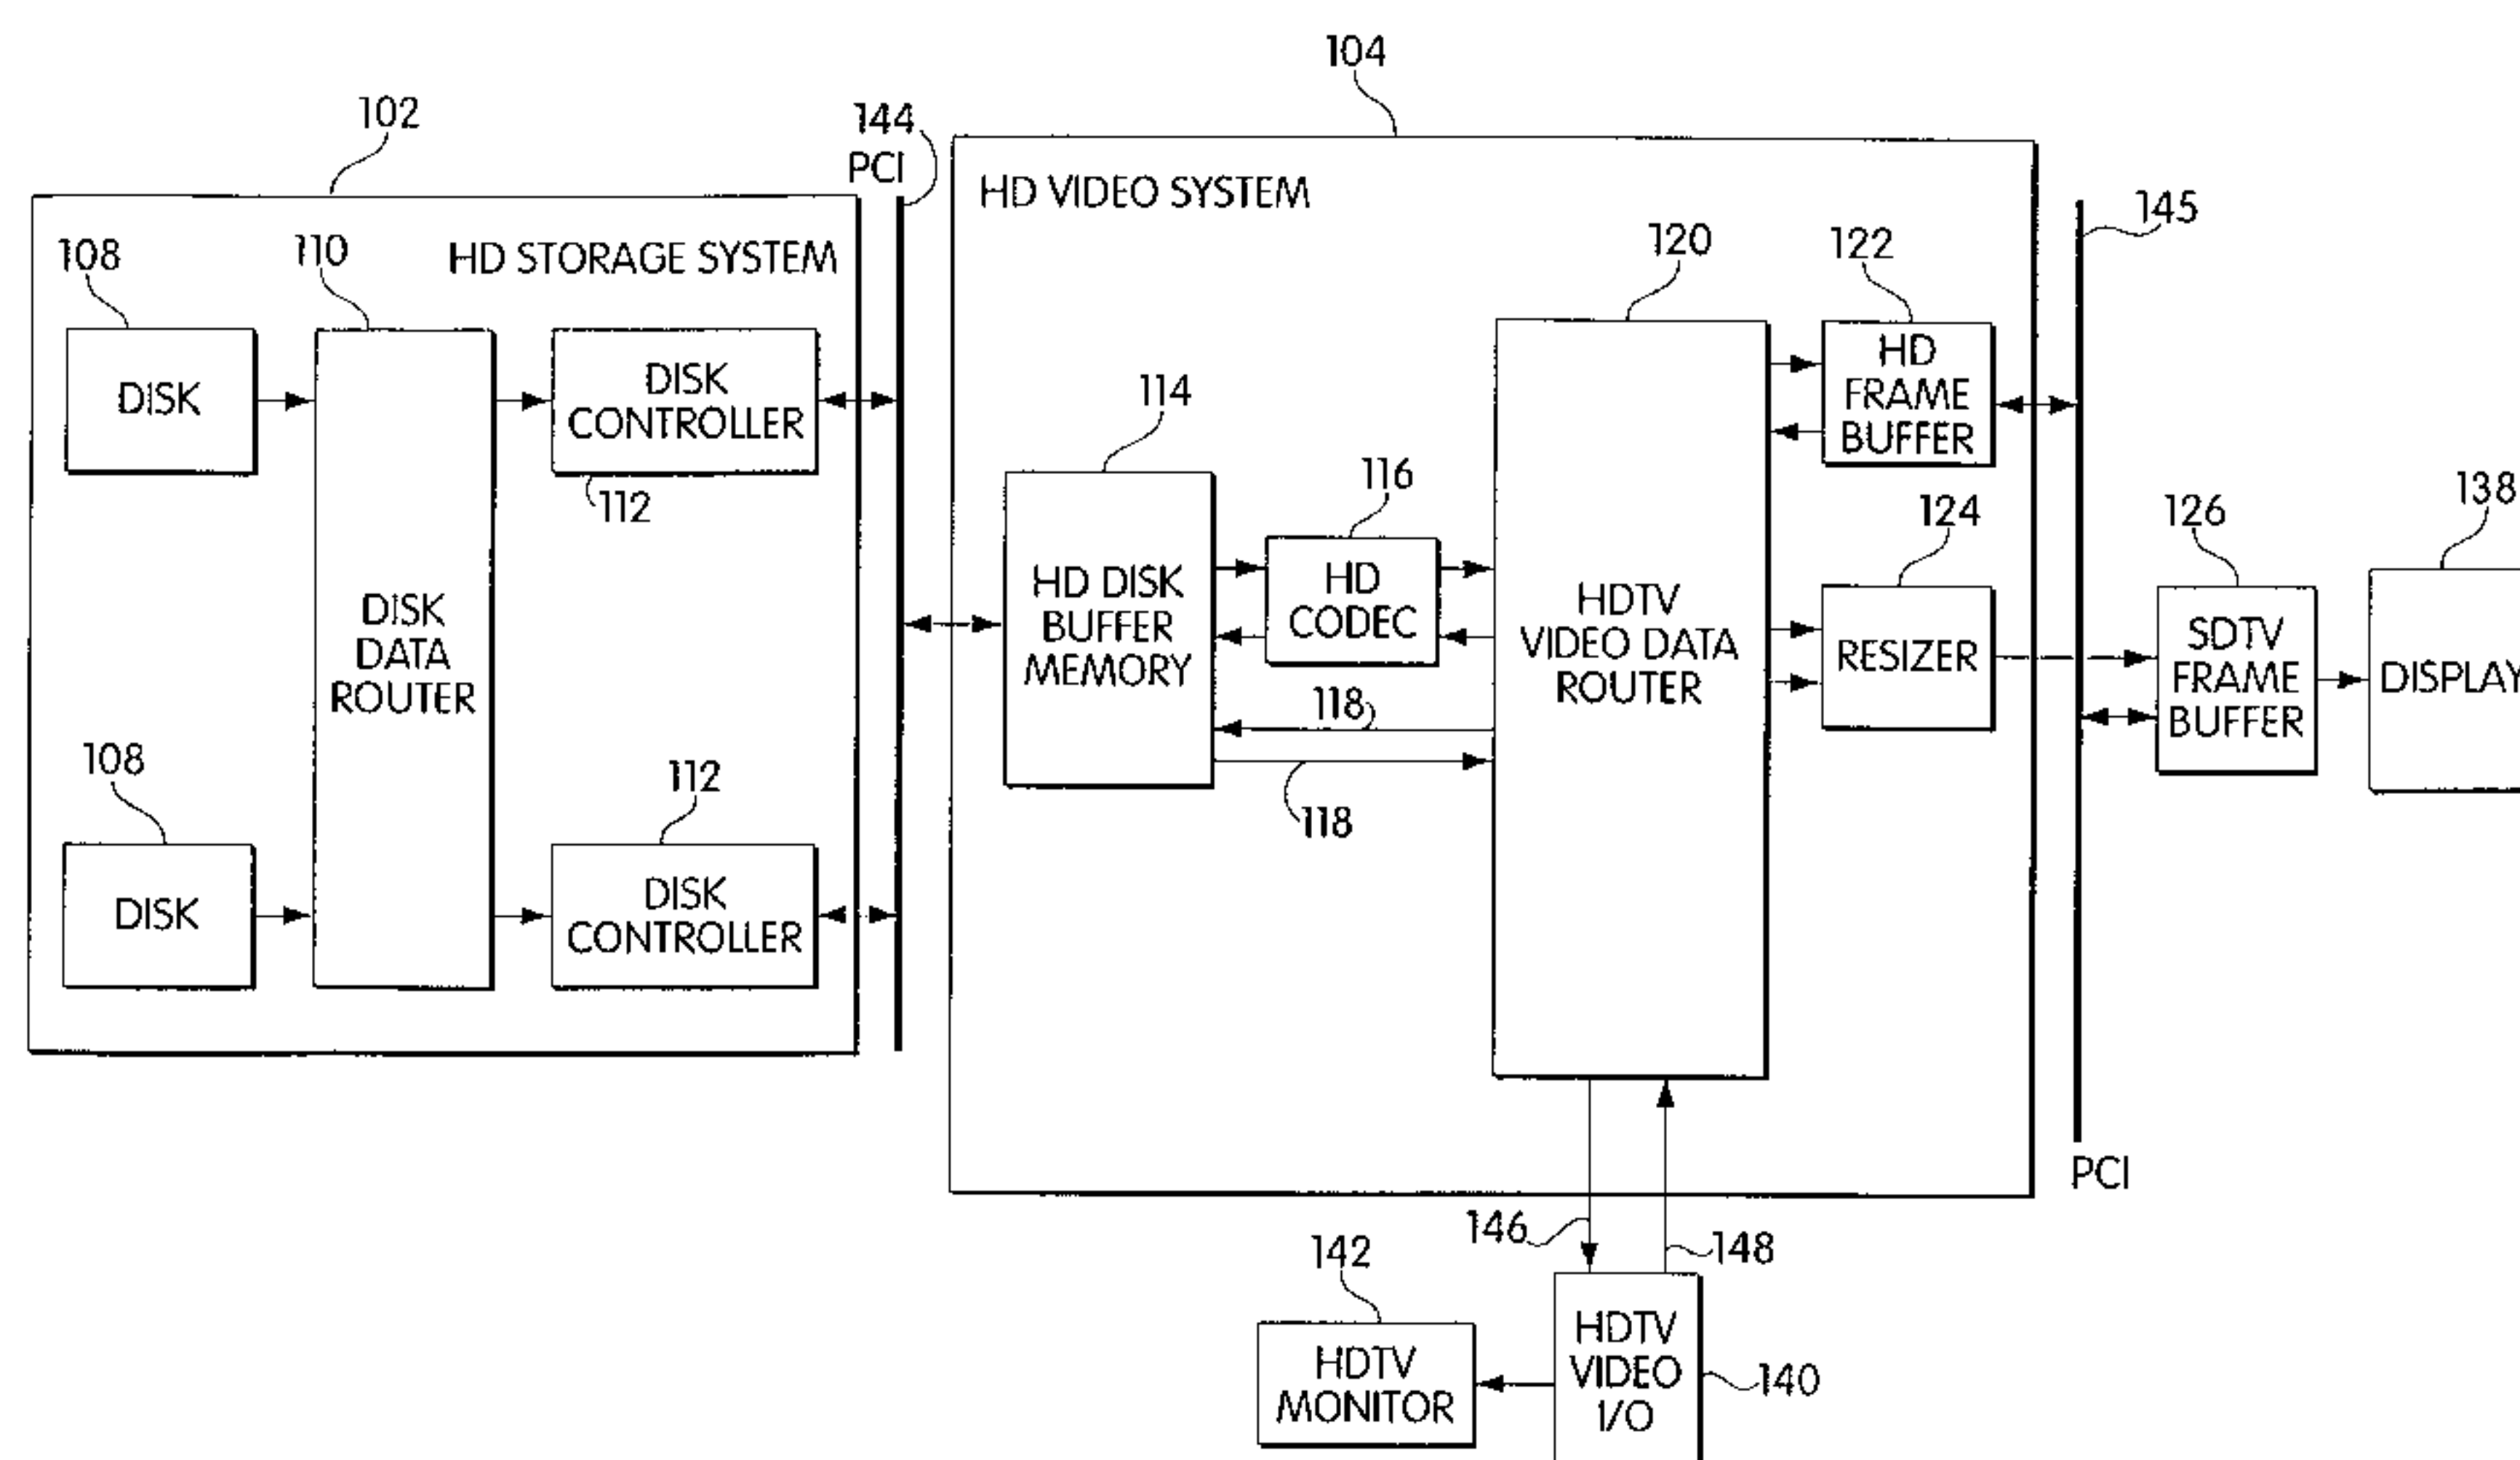 104
102
144
PCI
HD VIDEO SYSTEM
145
108
110
HD STORAGE SYSTEM
120
122
DISK
DISK
CONTROLLER
112
114
HD
FRAME
BUFFER
116
124
126
138
DISK
DATA
ROUTER
HD DISK
BUFFER
MEMORY
HD
CODEC
HDTV
VIDEO DATA
ROUTER
RESIZER
SDTV
FRAME
BUFFER
DISPLAY
118
118
108
112
DISK
DISK
CONTROLLER
PCI
146
148
142
HDTV
MONITOR
HDTV
VIDEO
I/O
140